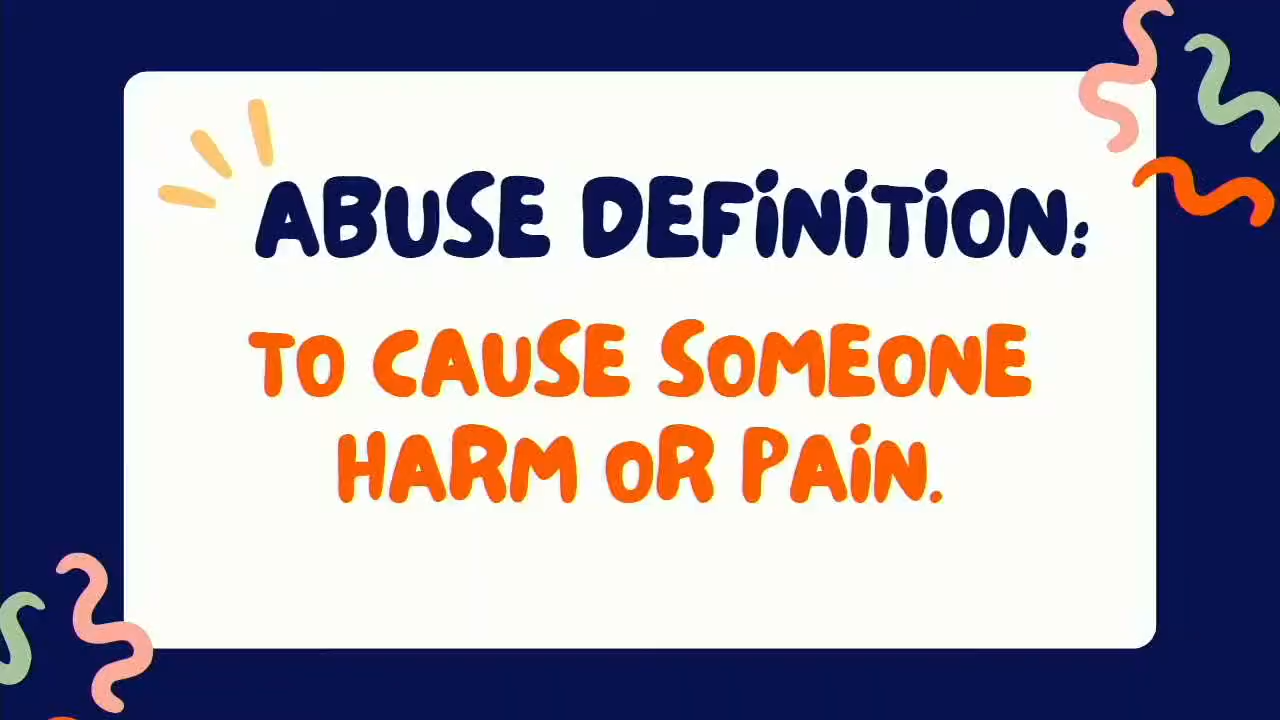 ABUSE DEFINITION:
TO CAUSE SOMEONE
HARM OR PAIN.